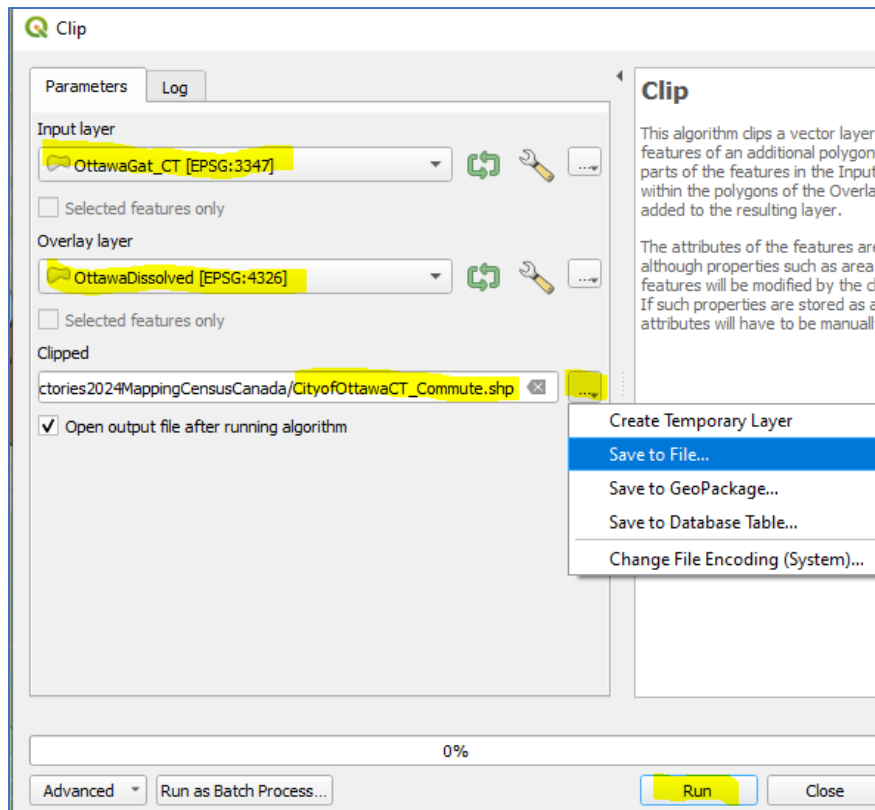 Clip
Parameters
Log
Input layer
OttawaGat_CT [EPSG:3347]
...
Selected features only
Overlay layer
OttawaDissolved [EPSG:4326]
...
Selected features only
Clipped
ctories2024MappingCensusCanada/CityofOttawaCT_Commute.shp
...
Open output file after running algorithm
Create Temporary Layer
Save to File...
Save to GeoPackage...
Save to Database Table...
Change File Encoding (System)...
Clip
This algorithm clips a vector layer
features of an additional polygon
parts of the features in the Input
within the polygons of the Overla
added to the resulting layer.
The attributes of the features are
although properties such as area
features will be modified by the cl
If such properties are stored as a
attributes will have to be manuall
0%
Advanced
Run as Batch Process...
Run
Close